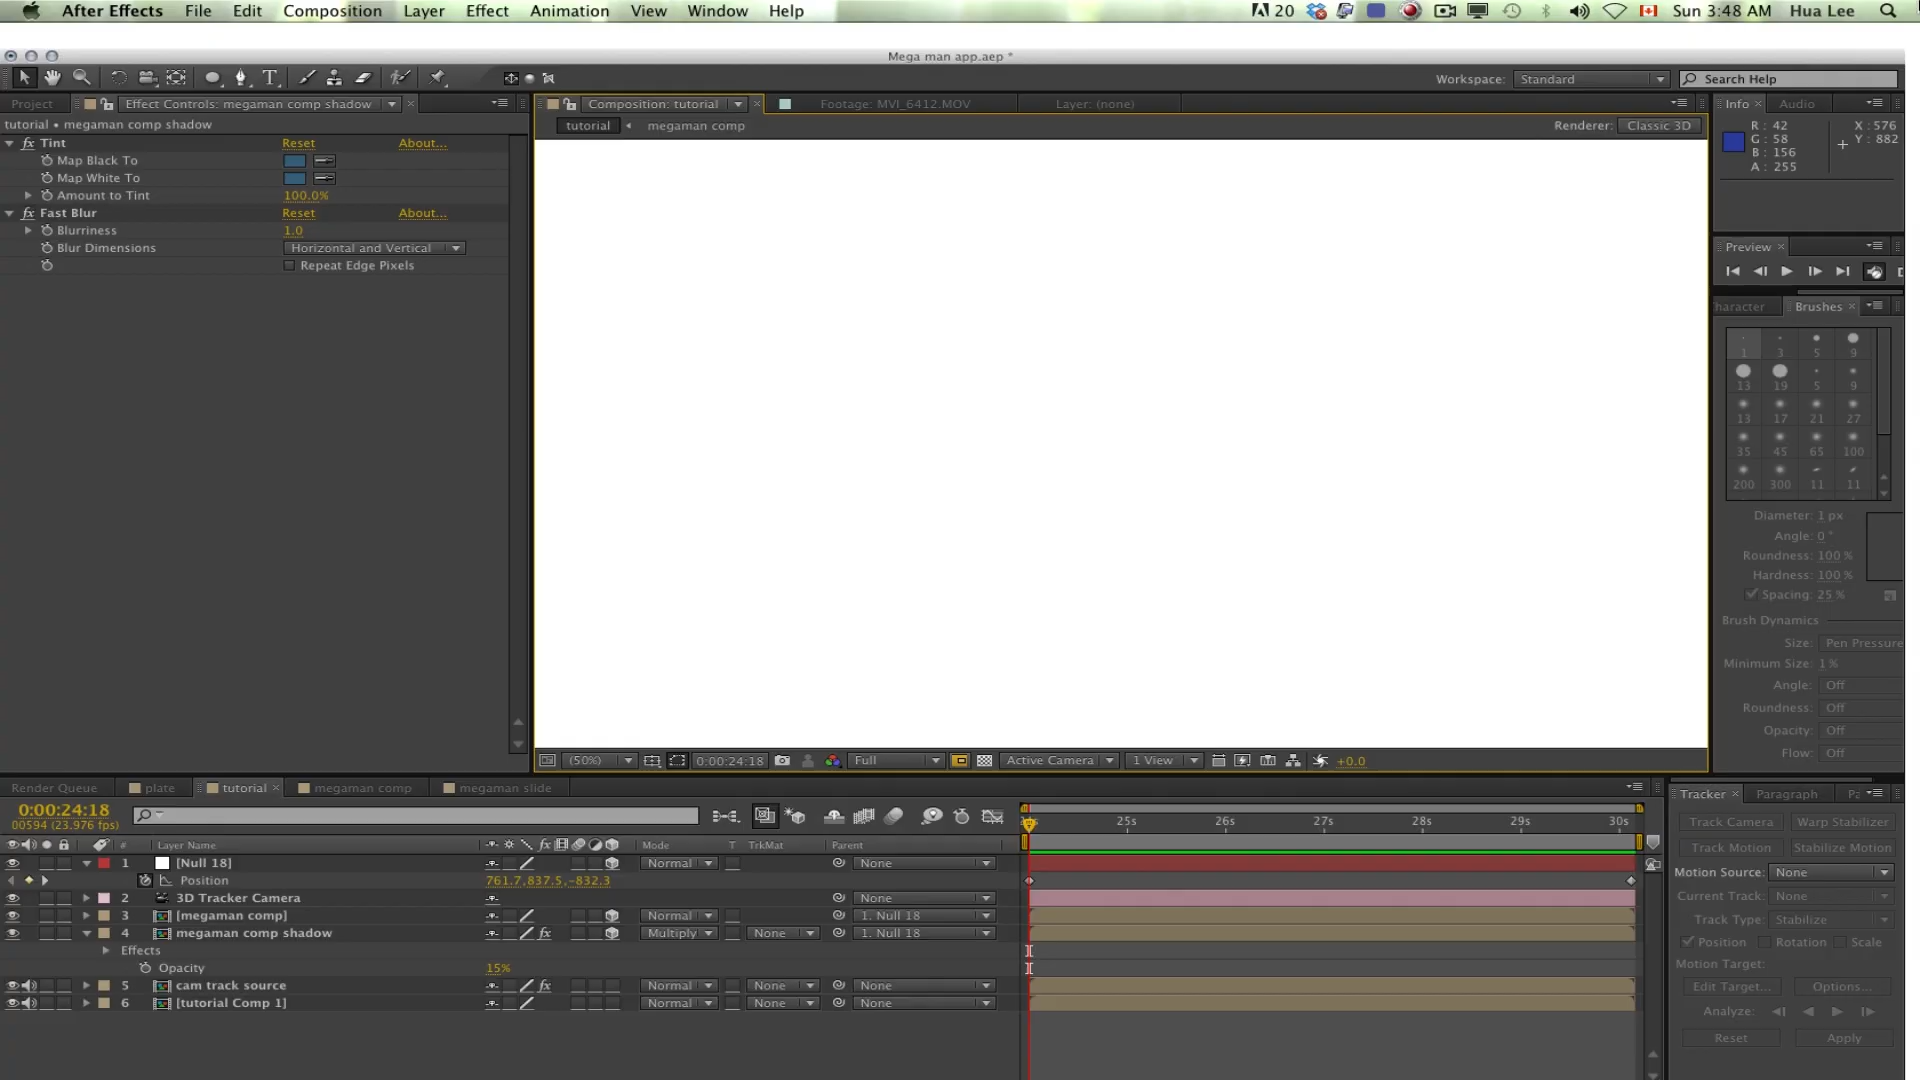 After Effects File Edit Composition Layer Effect Animation View Window Help 20 Sun 3:48 AM Hua Lee
Mega man app.aep *
Workspace: Standard Search Help
Project Effect Controls: megaman comp shadow × Composition: tutorial × Footage: MVI_6412.MOV Layer: (none) Info × Audio
tutorial • megaman comp shadow
tutorial megaman comp Renderer: Classic 3D
R : 42 X : 576
G : 58 Y : 882
B : 156
A : 255
fx Tint Reset About...
Map Black To
Map White To
Amount to Tint 100.0%
fx Fast Blur Reset About...
Blurriness 1.0
Blur Dimensions Horizontal and Vertical
Repeat Edge Pixels
Preview ×
haracter Brushes ×
1 3 5 9
13 19 5 9
13 17 21 27
35 45 65 100
200 300 11 11
Diameter: 1 px
Angle: 0 °
Roundness: 100 %
Hardness: 100 %
Spacing: 25 %
Brush Dynamics
Size: Pen Pressure
Minimum Size: 1 %
Angle: Off
Roundness: Off
Opacity: Off
Flow: Off
(50%) 0:00:24:18 Full Active Camera 1 View +0.0
Render Queue plate tutorial × megaman comp megaman slide
0:00:24:18
00594 (23.976 fps)
25s 26s 27s 28s 29s 30s
# Layer Name fx Mode T TrkMat Parent
1 [Null 18] Normal None
Position 761.7,837.5,-832.3
2 3D Tracker Camera None
3 [megaman comp] Normal 1. Null 18
4 megaman comp shadow fx Multiply None 1. Null 18
Effects
Opacity 15%
5 cam track source fx Normal None None
6 [tutorial Comp 1] Normal None None
Tracker × Paragraph Pa
Track Camera Warp Stabilizer
Track Motion Stabilize Motion
Motion Source: None
Current Track: None
Track Type: Stabilize
Position Rotation Scale
Motion Target:
Edit Target... Options...
Analyze:
Reset Apply